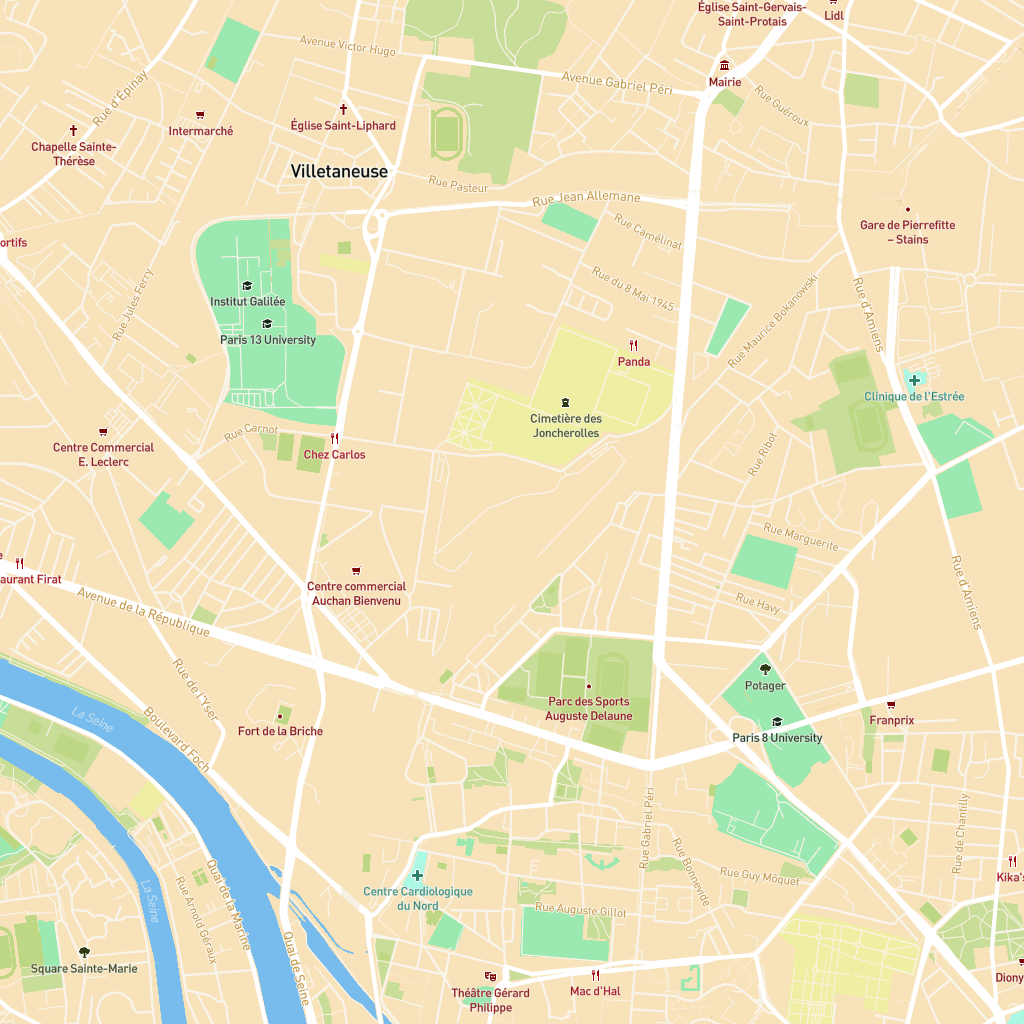 Église Saint-Gervais-
Saint-Protais
Lidl
Avenue Victor Hugo
Avenue Gabriel Péri
Mairie
Rue d'Épinay
Rue Guéroux
Intermarché
Église Saint-Liphard
Chapelle Sainte-
Thérèse
Villetaneuse
Rue Pasteur
Rue Jean Allemane
Rue Camélinat
Gare de Pierrefitte
– Stains
ortifs
Rue Jules Ferry
Institut Galilée
Paris 13 University
Rue du 8 Mai 1945
Rue Maurice Bokanowski
Rue d'Amiens
Panda
Clinique de l'Estrée
Cimetière des
Joncherolles
Rue Carnot
Chez Carlos
Centre Commercial
E. Leclerc
Rue Ribot
Rue Marguerite
e
aurant Firat
Centre commercial
Auchan Bienvenu
Avenue de la République
Rue Havy
Rue d'Amiens
Rue de l'Yser
Potager
Parc des Sports
Auguste Delaune
La Seine
Boulevard Foch
Fort de la Briche
Franprix
Paris 8 University
Rue Gabriel Péri
Rue de Chantilly
Rue Bonnevide
Rue Guy Môquet
Kika's
Centre Cardiologique
du Nord
La Seine
Rue Arnold Géraux
Quai de la Marine
Rue Auguste Gillot
Quai de Seine
Square Sainte-Marie
Théâtre Gérard
Philippe
Mac d'Hal
Diony